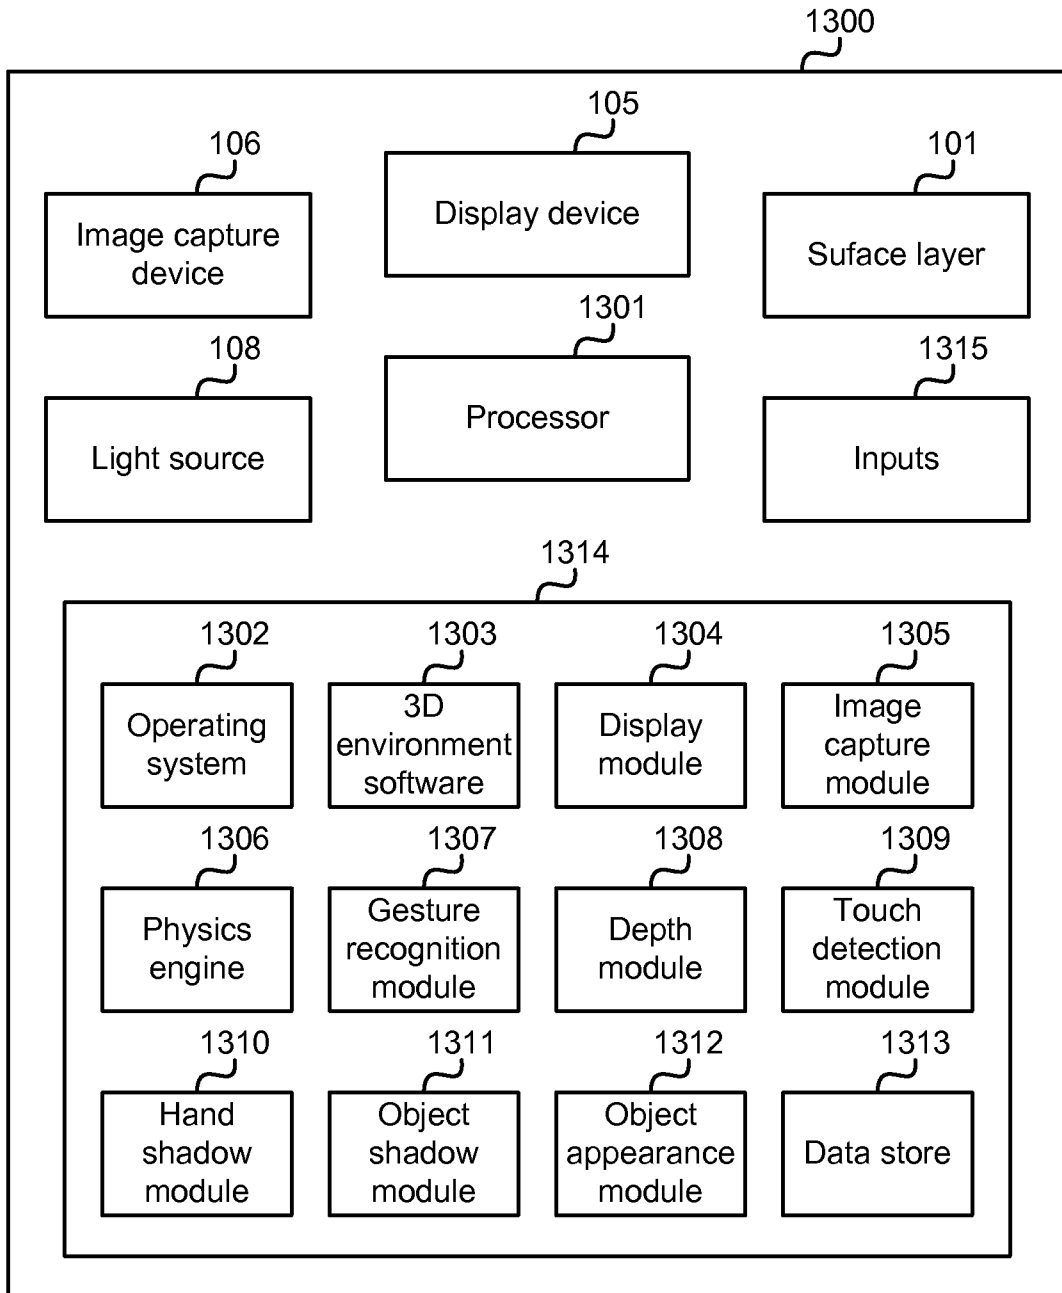 1300
105
106
101
Display device
Image capture
device
Suface layer
1301
108
1315
Processor
Light source
Inputs
1314
1302
1303
1304
1305
Operating
system
3D
environment
software
Display
module
Image
capture
module
1306
1307
1308
1309
Physics
engine
Gesture
recognition
module
Depth
module
Touch
detection
module
1310
1311
1312
1313
Hand
shadow
module
Object
shadow
module
Object
appearance
module
Data store